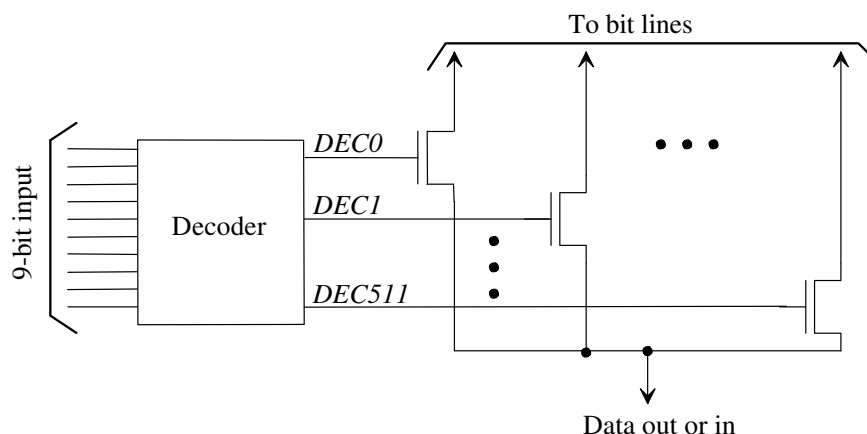 To bit lines
DEC0
9-bit input
Decoder
DEC1
DEC511
Data out or in